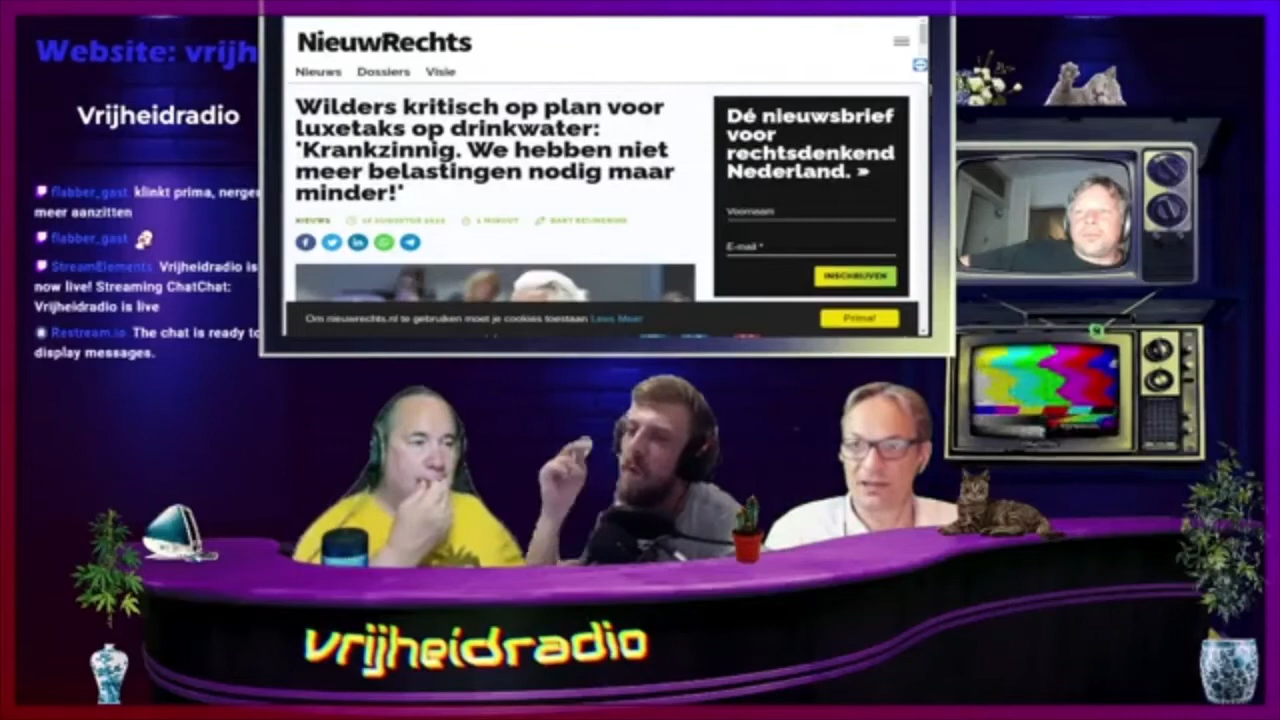 Website: vrijh
Vrijheidradio
flabber_gast klinkt prima, nerge
meer aanzitten
flabber_gast
StreamElements Vrijheidradio is
now live! Streaming ChatChat:
Vrijheidradio is live
Restream.io The chat is ready to
display messages.
NieuwRechts
Nieuws Dossiers Visie
Wilders kritisch op plan voor
luxetaks op drinkwater:
'Krankzinnig. We hebben niet
meer belastingen nodig maar
minder!'
NIEUWS
1 MINUUT
Dé nieuwsbrief
voor
rechtsdenkend
Nederland. »
Voornaam
E-mail *
INSCHRIJVEN
Om nieuwrechts.nl te gebruiken moet je cookies toestaan Lees Meer
Prima!
vrijheidradio